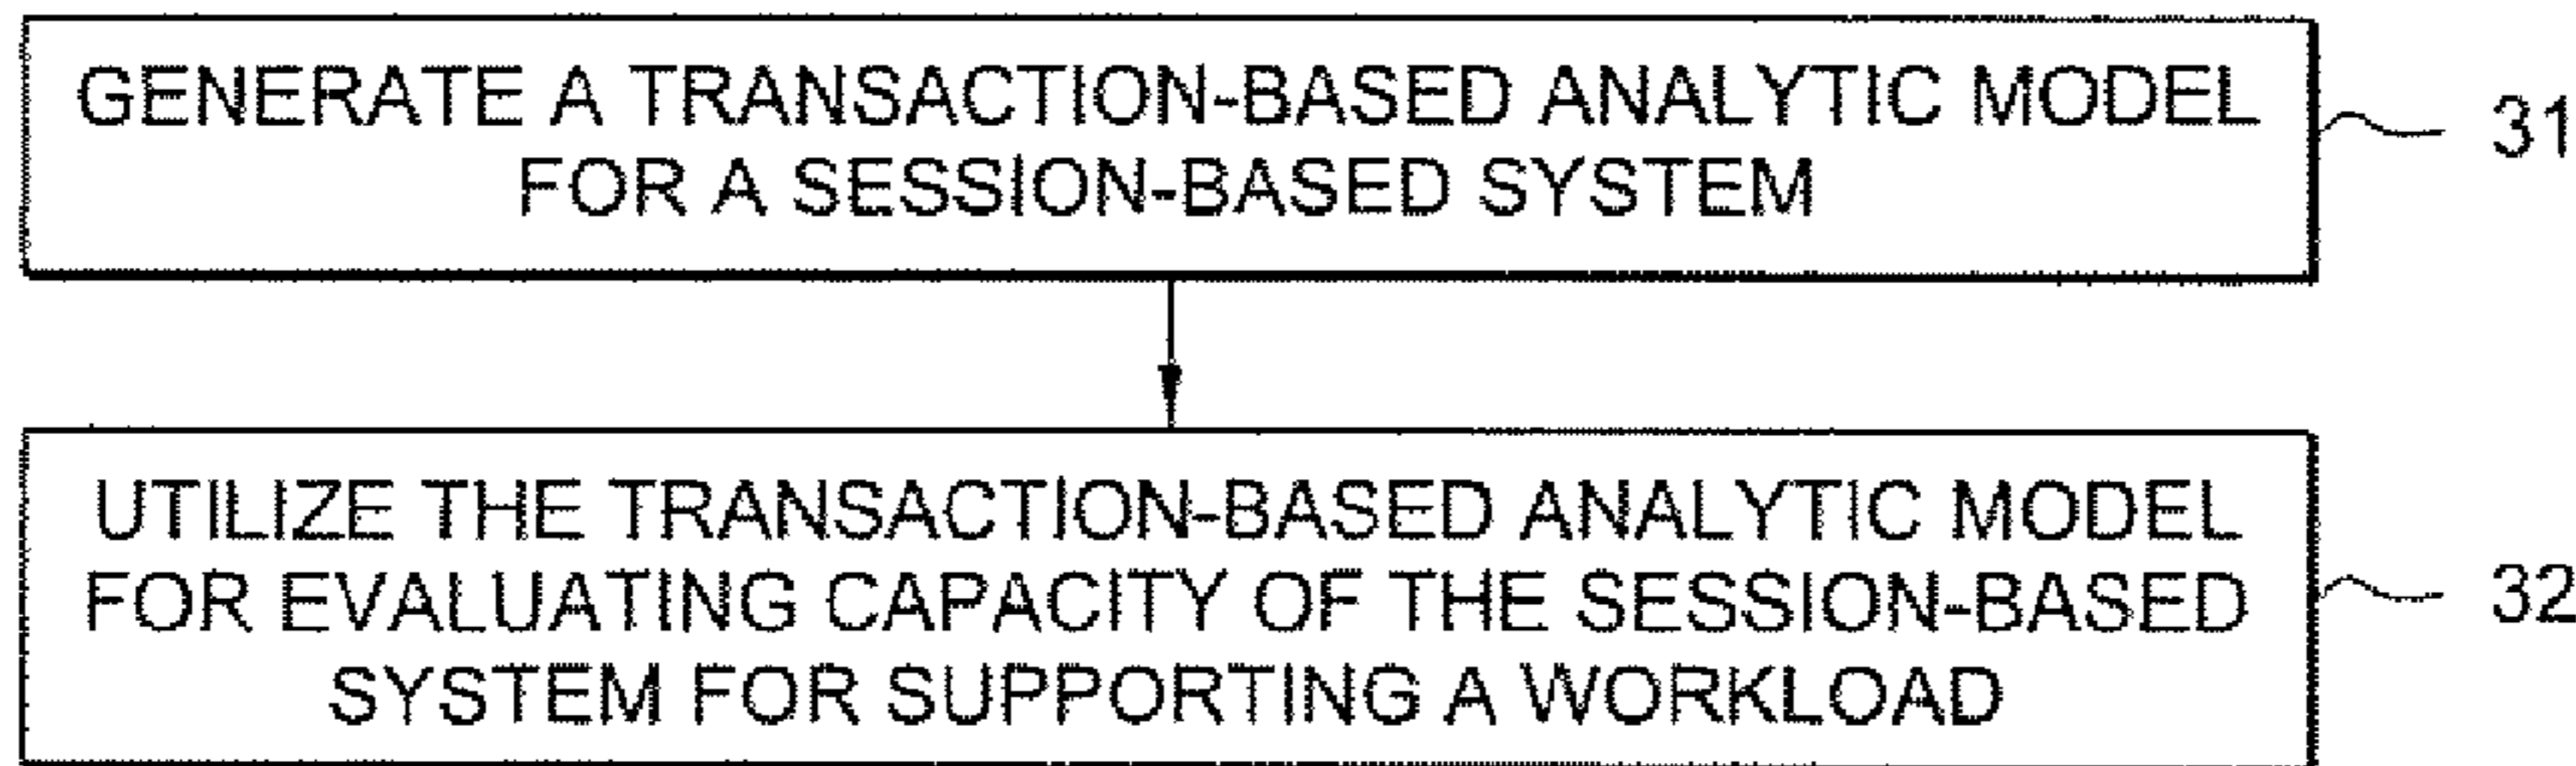 GENERATE A TRANSACTION-BASED ANALYTIC MODEL
FOR A SESSION-BASED SYSTEM
31
UTILIZE THE TRANSACTION-BASED ANALYTIC MODEL
FOR EVALUATING CAPACITY OF THE SESSION-BASED
SYSTEM FOR SUPPORTING A WORKLOAD
32